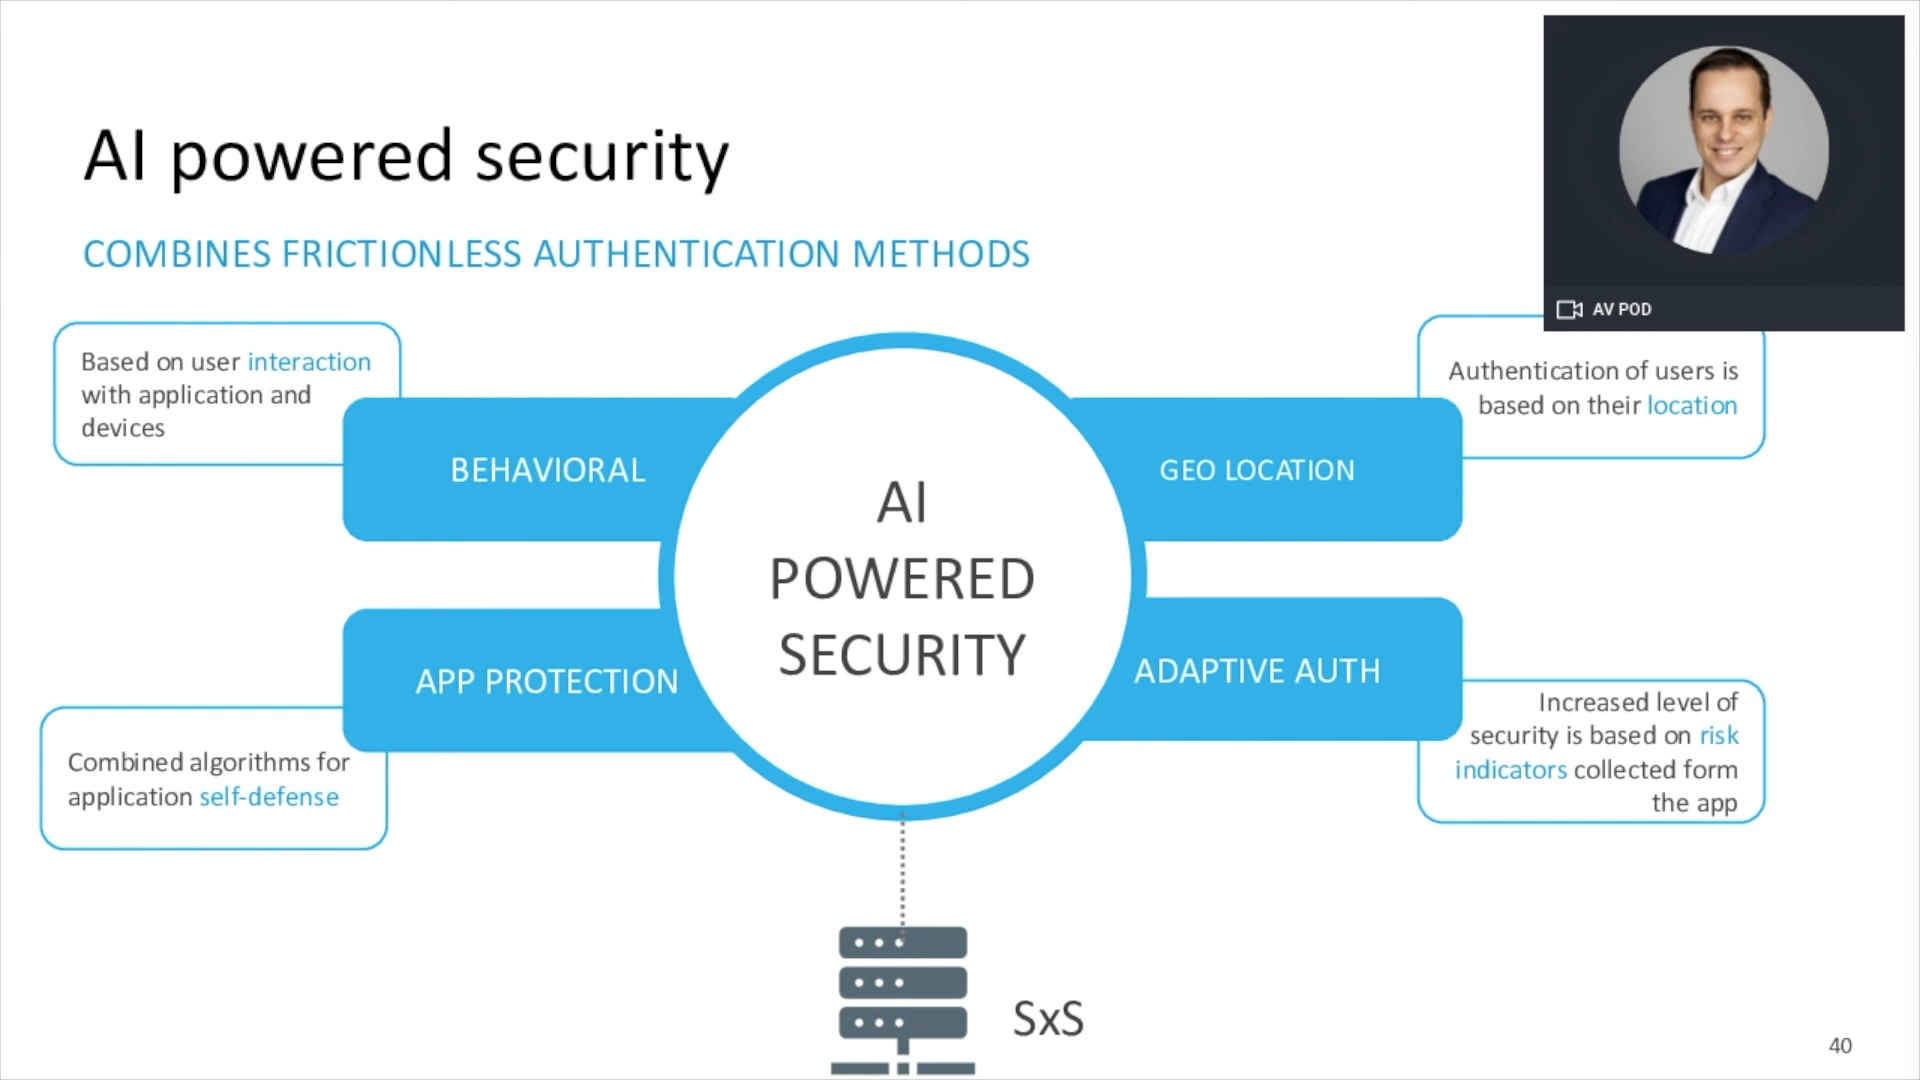 AI powered security
COMBINES FRICTIONLESS AUTHENTICATION METHODS
AV POD
Based on user interaction
with application and
devices
BEHAVIORAL
Authentication of users is
based on their location
GEO LOCATION
AI
POWERED
SECURITY
APP PROTECTION
Combined algorithms for
application self-defense
ADAPTIVE AUTH
Increased level of
security is based on risk
indicators collected form
the app
SxS
40